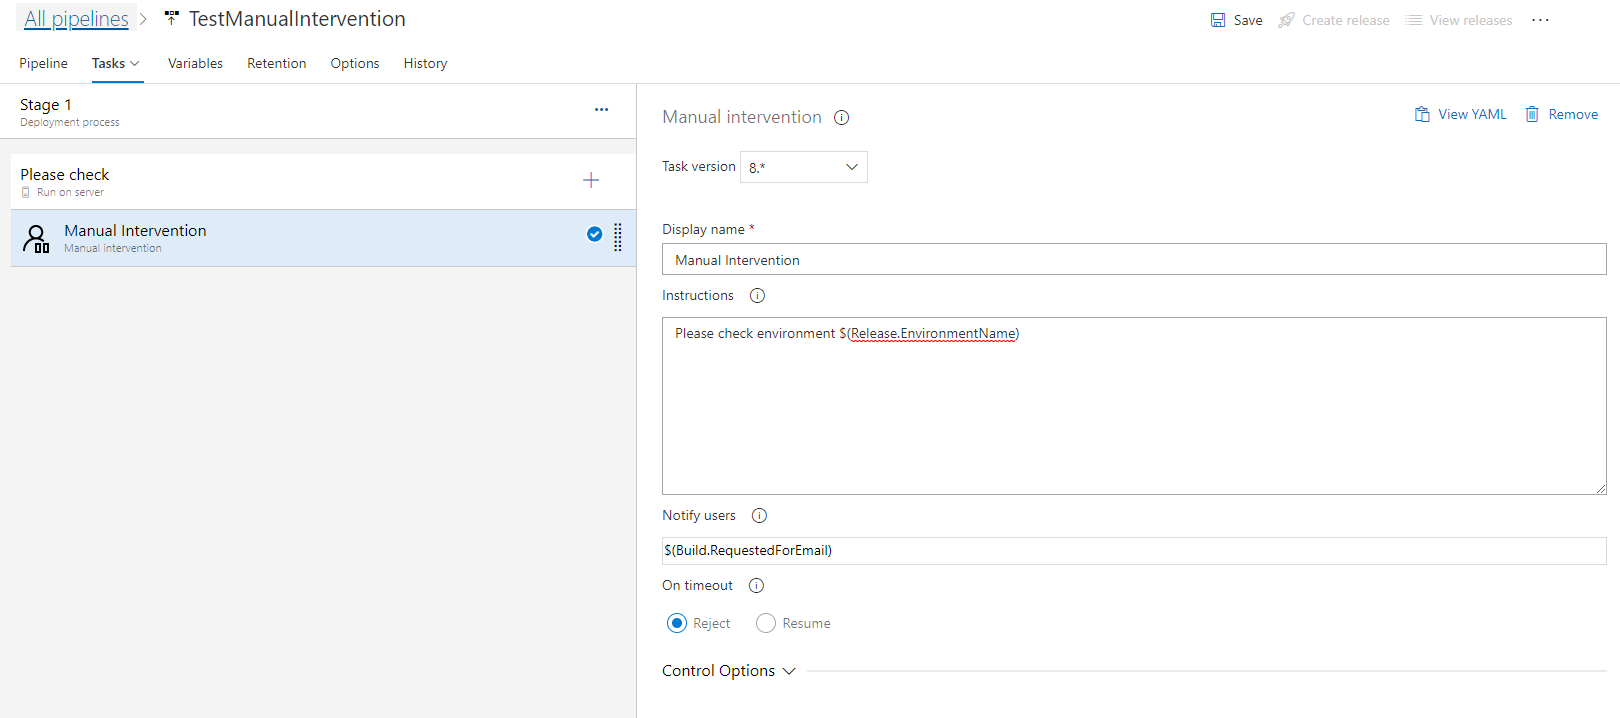 All pipelines TestManualIntervention Save Create release View releases
Pipeline Tasks Variables Retention Options History
Stage 1
Deployment process
Please check
Run on server
Manual Intervention
Manual intervention
Manual intervention View YAML Remove
Task version 8.*
Display name *
Manual Intervention
Instructions
Please check environment $(Release.EnvironmentName)
Notify users
$(Build.RequestedForEmail)
On timeout
Reject Resume
Control Options